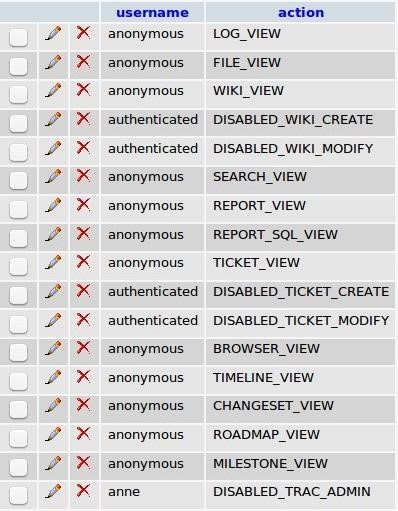 username action
anonymous LOG_VIEW
anonymous FILE_VIEW
anonymous WIKI_VIEW
authenticated DISABLED_WIKI_CREATE
authenticated DISABLED_WIKI_MODIFY
anonymous SEARCH_VIEW
anonymous REPORT_VIEW
anonymous REPORT_SQL_VIEW
anonymous TICKET_VIEW
authenticated DISABLED_TICKET_CREATE
authenticated DISABLED_TICKET_MODIFY
anonymous BROWSER_VIEW
anonymous TIMELINE_VIEW
anonymous CHANGESET_VIEW
anonymous ROADMAP_VIEW
anonymous MILESTONE_VIEW
anne DISABLED_TRAC_ADMIN